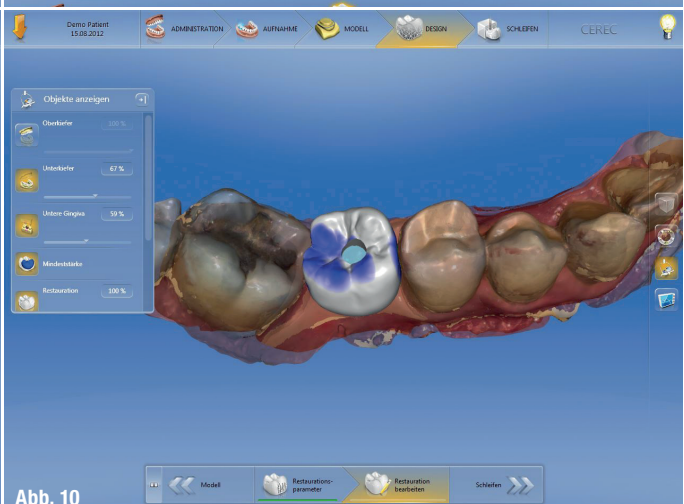 Demo Patient
15.08.2012
ADMINISTRATION
AUFNAHME
MODELL
DESIGN
SCHLEIFEN
CEREC
Objekte anzeigen
Oberkiefer 100 %
Unterkiefer 67 %
Untere Gingiva 59 %
Mindeststärke
Restauration 100 %
Modell
Restaurations-
parameter
Restauration
bearbeiten
Schleifen
Abb. 10